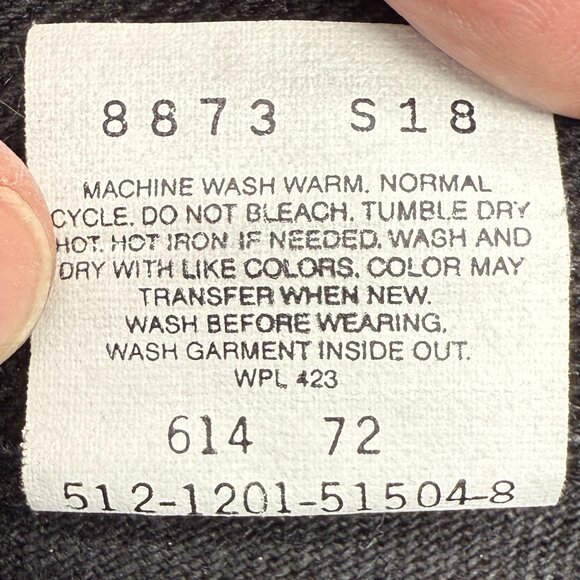 8873 S18
MACHINE WASH WARM. NORMAL
CYCLE. DO NOT BLEACH. TUMBLE DRY
HOT. HOT IRON IF NEEDED. WASH AND
DRY WITH LIKE COLORS. COLOR MAY
TRANSFER WHEN NEW.
WASH BEFORE WEARING.
WASH GARMENT INSIDE OUT.
WPL 423
614 72
512-1201-51504-8